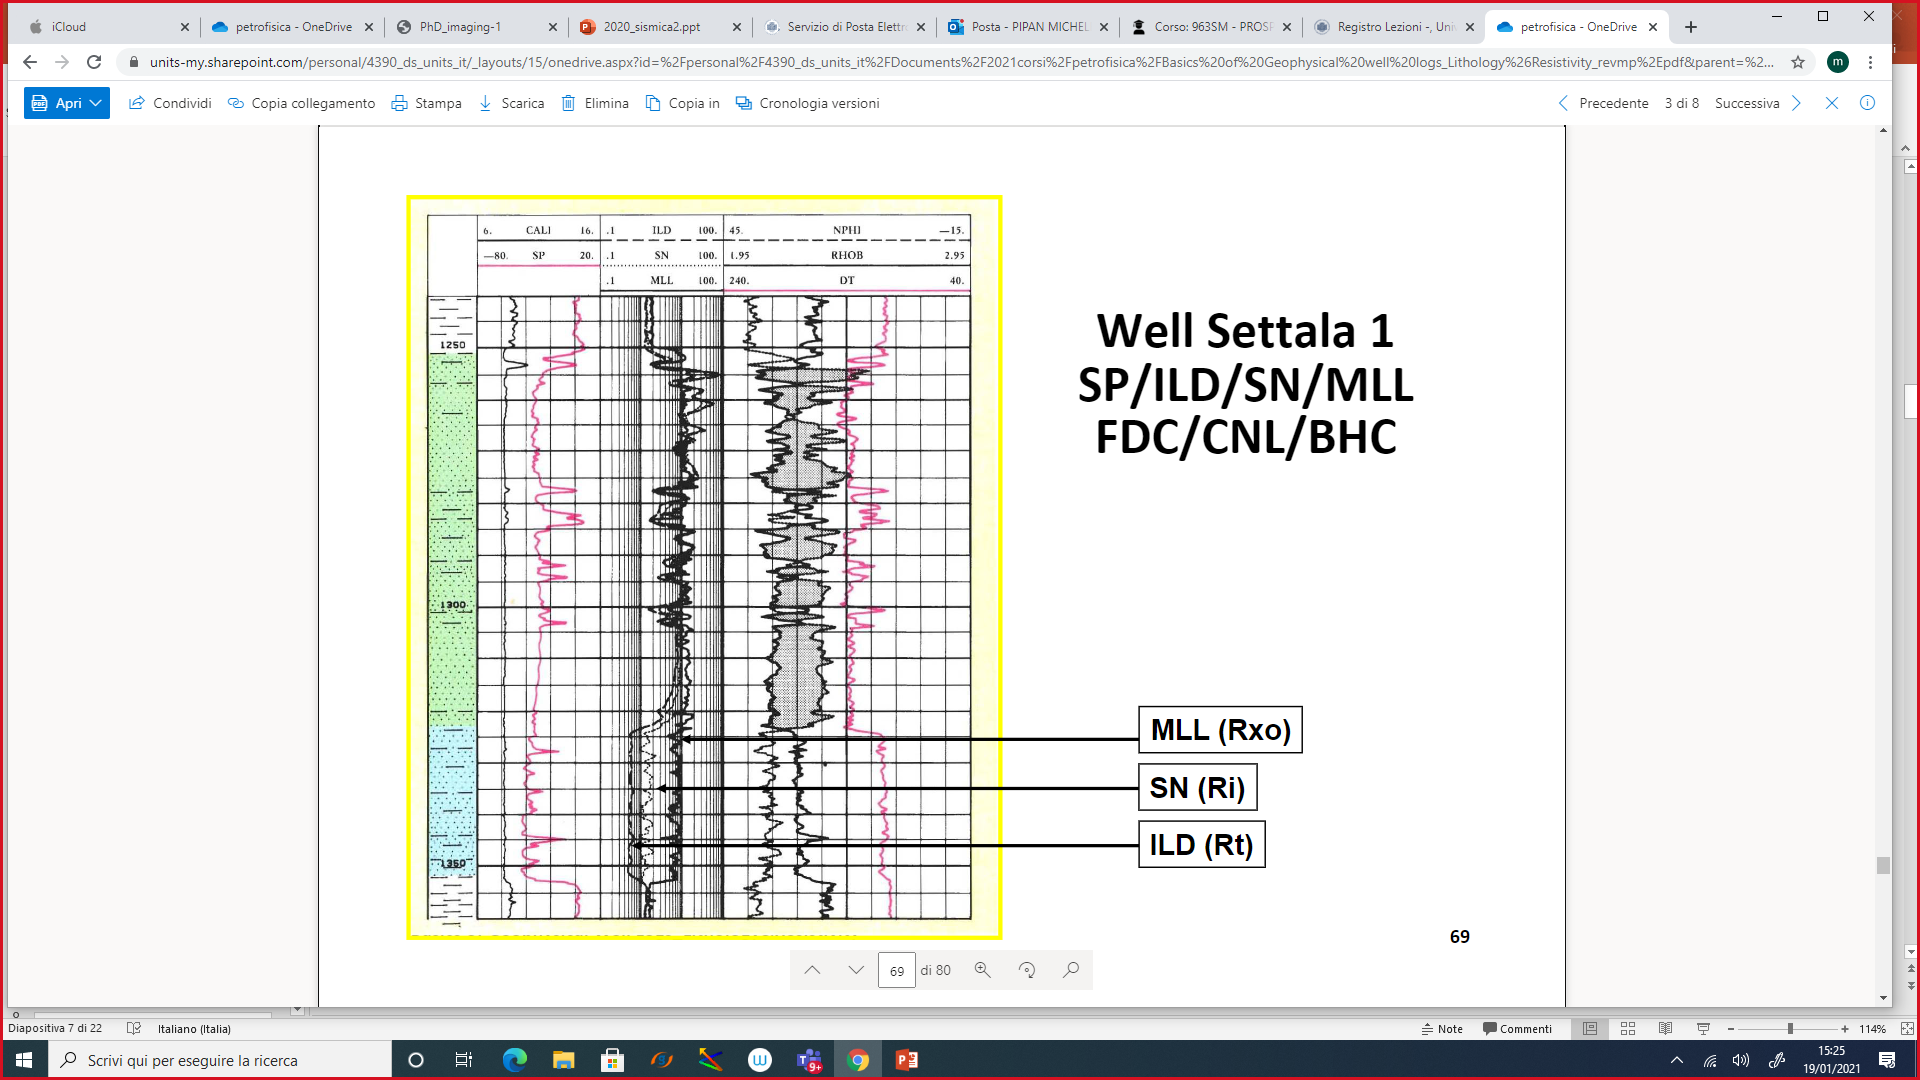 iCloud
petrofisica - OneDrive
PhD_imaging-1
2020_sismica2.ppt
Servizio di Posta Elettr
Posta - PIPAN MICHEL
Corso: 963SM - PROSP
Registro Lezioni -, Uni
petrofisica - OneDrive
units-my.sharepoint.com/personal/4390_ds_units_it/_layouts/15/onedrive.aspx?id=%2Fpersonal%2F4390_ds_units_it%2FDocuments%2F2021corsi%2Fpetrofisica%2FBasics%20of%20Geophysical%20well%20logs_Lithology%26Resistivity_revmp%2Epdf&parent=%2...
m
Apri
Condividi
Copia collegamento
Stampa
Scarica
Elimina
Copia in
Cronologia versioni
Precedente
3 di 8
Successiva
6. CALI 16. .1 ILD 100. 45. NPHI —15.
—80. SP 20. .1 SN 100. 1.95 RHOB 2.95
.1 MLL 100. 240. DT 40.
1250
1300
1350
Well Settala 1
SP/ILD/SN/MLL
FDC/CNL/BHC
MLL (Rxo)
SN (Ri)
ILD (Rt)
69
69 di 80
Diapositiva 7 di 22
Italiano (Italia)
Note
Commenti
114%
Scrivi qui per eseguire la ricerca
9+
15:25
19/01/2021